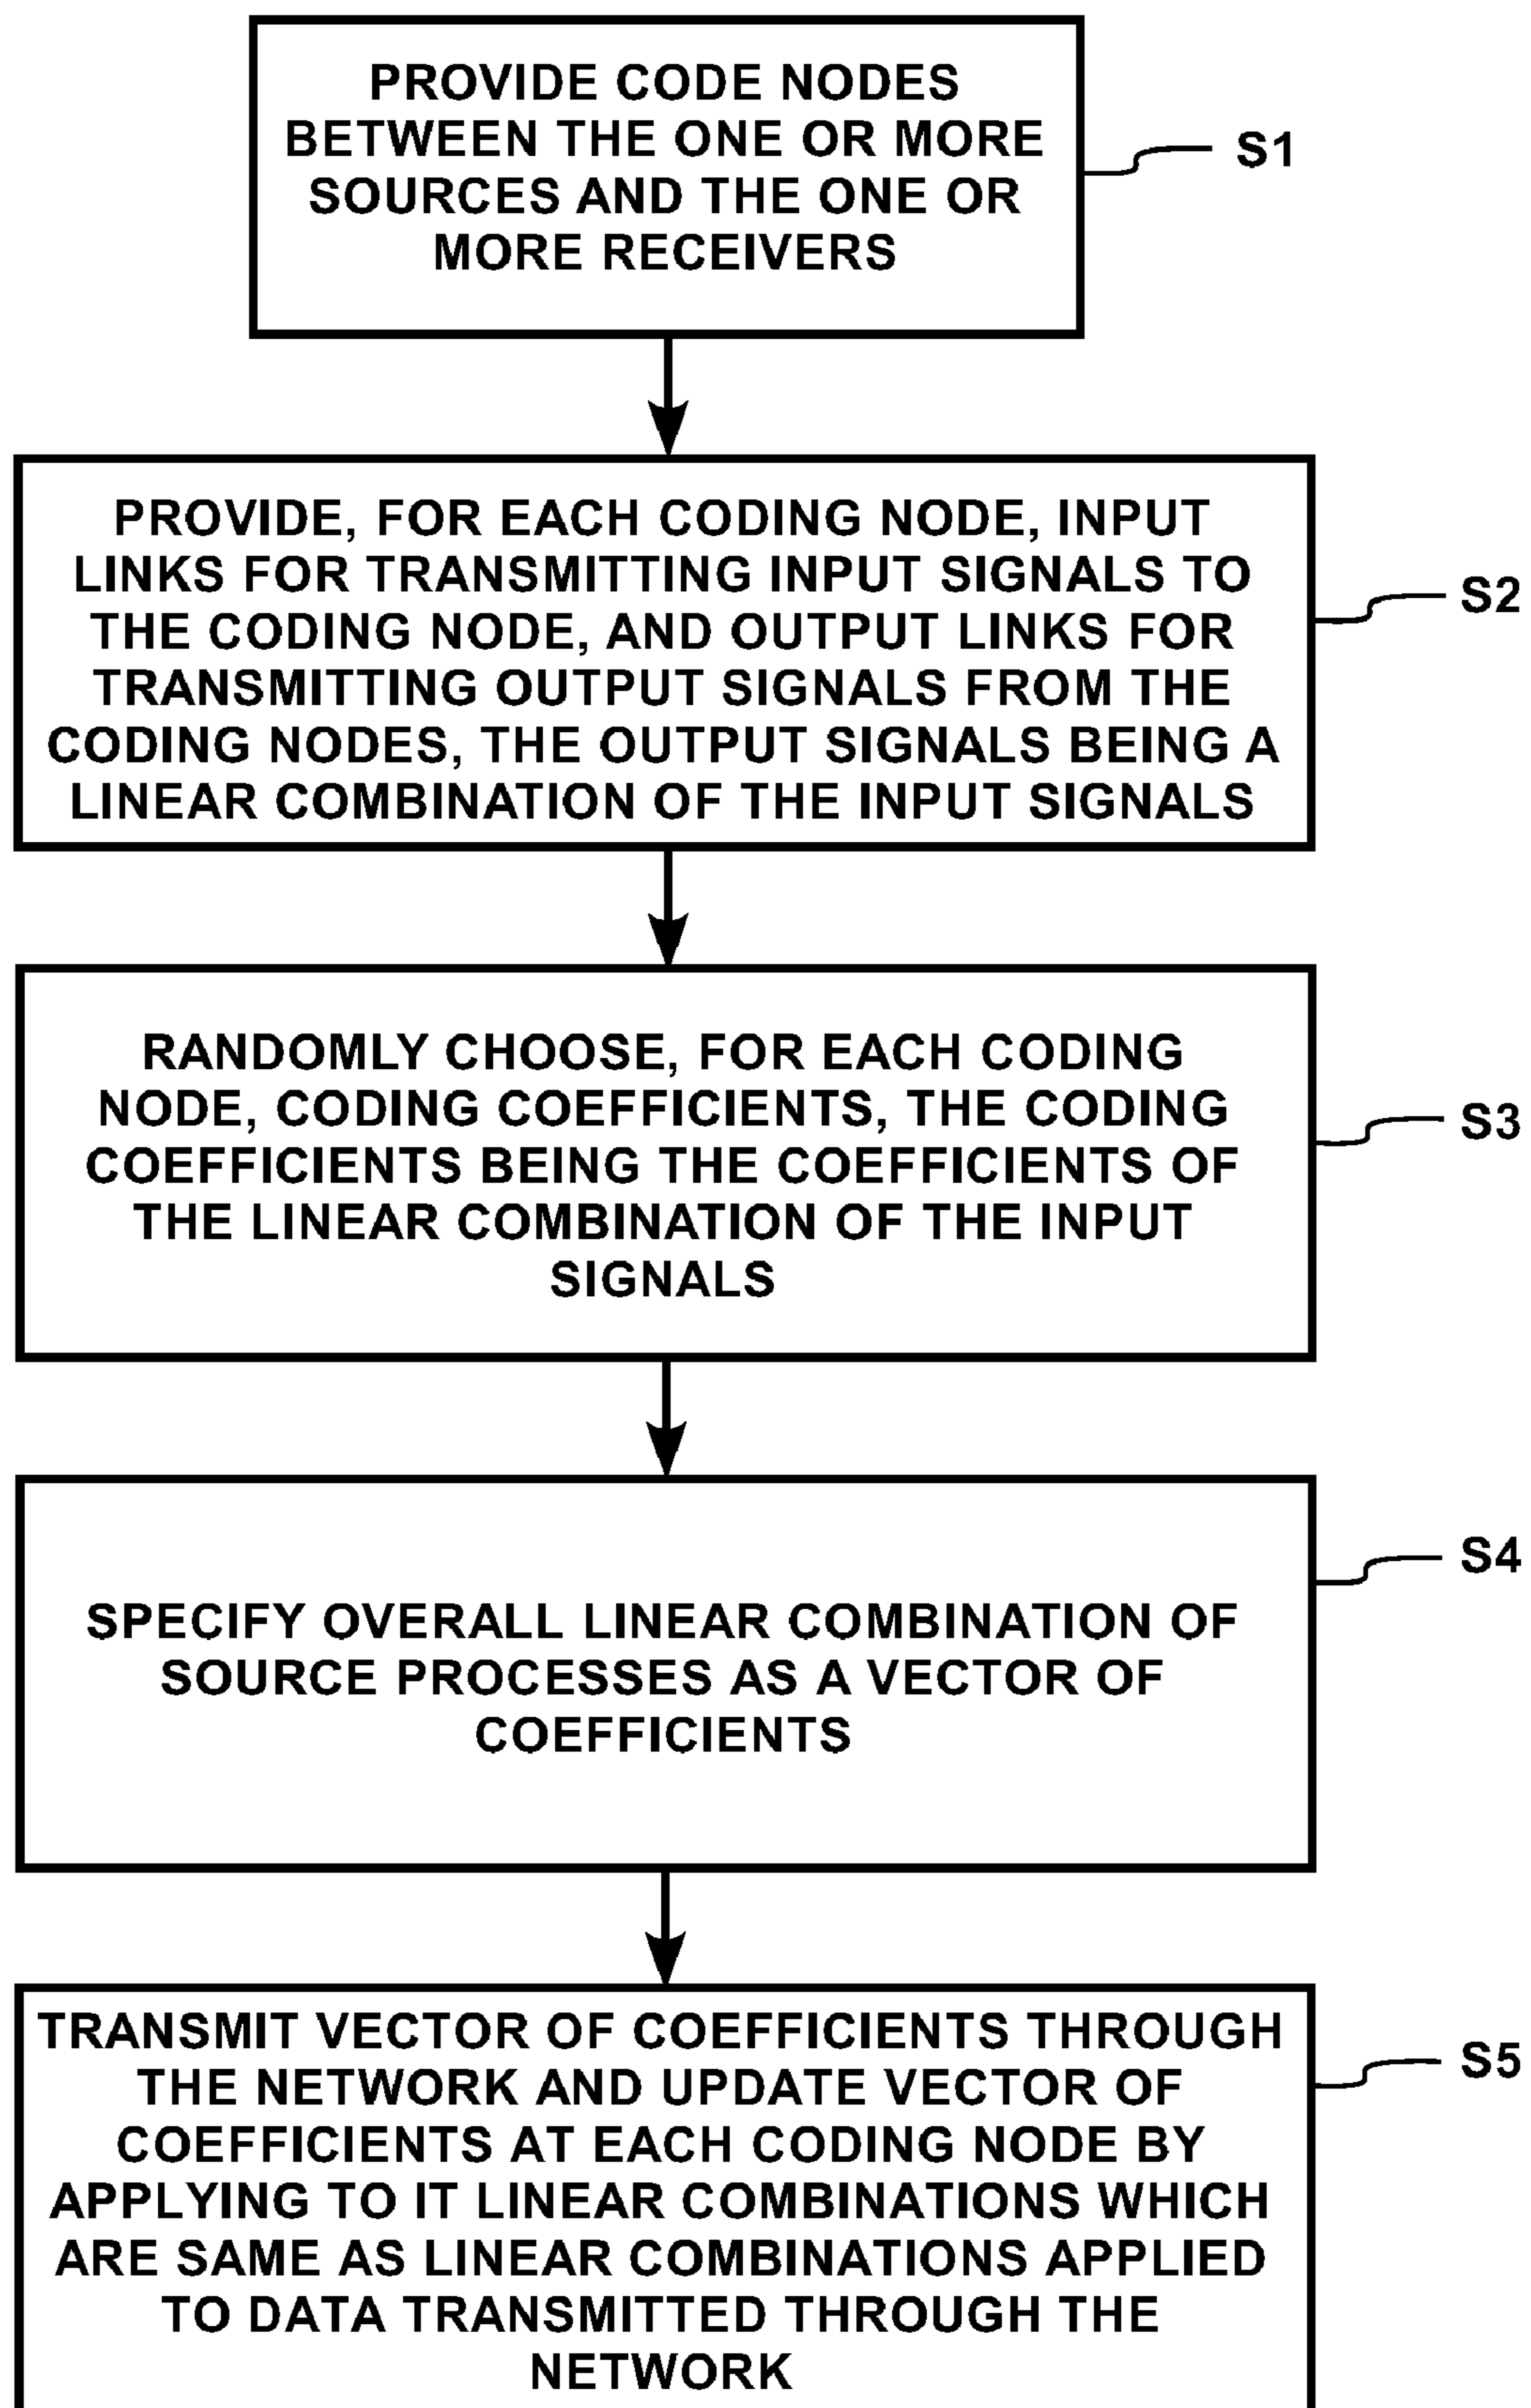 PROVIDE CODE NODES
BETWEEN THE ONE OR MORE
SOURCES AND THE ONE OR
MORE RECEIVERS
S1
PROVIDE, FOR EACH CODING NODE, INPUT
LINKS FOR TRANSMITTING INPUT SIGNALS TO
THE CODING NODE, AND OUTPUT LINKS FOR
TRANSMITTING OUTPUT SIGNALS FROM THE
CODING NODES, THE OUTPUT SIGNALS BEING A
LINEAR COMBINATION OF THE INPUT SIGNALS
S2
RANDOMLY CHOOSE, FOR EACH CODING
NODE, CODING COEFFICIENTS, THE CODING
COEFFICIENTS BEING THE COEFFICIENTS OF
THE LINEAR COMBINATION OF THE INPUT
SIGNALS
S3
SPECIFY OVERALL LINEAR COMBINATION OF
SOURCE PROCESSES AS A VECTOR OF
COEFFICIENTS
S4
TRANSMIT VECTOR OF COEFFICIENTS THROUGH
THE NETWORK AND UPDATE VECTOR OF
COEFFICIENTS AT EACH CODING NODE BY
APPLYING TO IT LINEAR COMBINATIONS WHICH
ARE SAME AS LINEAR COMBINATIONS APPLIED
TO DATA TRANSMITTED THROUGH THE
NETWORK
S5